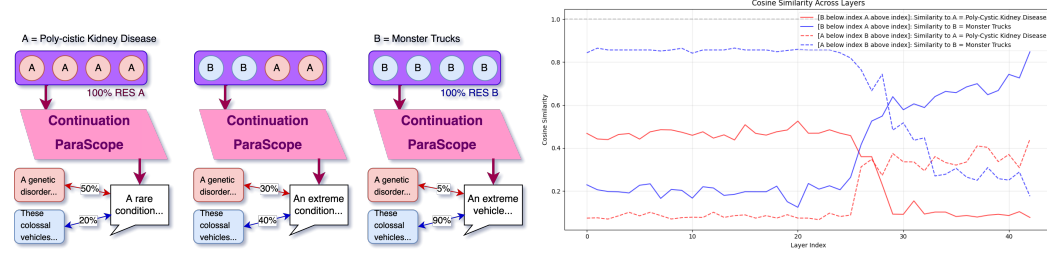 A = Poly-cistic Kidney Disease
A A A A
100% RES A
Continuation
ParaScope
A genetic
disorder...
50%
These
colossal
vehicles...
20%
A rare
condition...
B B A A
Continuation
ParaScope
A genetic
disorder...
30%
These
colossal
vehicles...
40%
An extreme
condition...
B = Monster Trucks
B B B B
100% RES B
Continuation
ParaScope
A genetic
disorder...
5%
These
colossal
vehicles...
90%
An extreme
vehicle...
Cosine Similarity Across Layers
[B below index A above index]: Similarity to A = Poly-Cystic Kidney Disease
[B below index A above index]: Similarity to B = Monster Trucks
[A below index B above index]: Similarity to A = Poly-Cystic Kidney Disease
[A below index B above index]: Similarity to B = Monster Trucks
Cosine Similarity
1.0
0.8
0.6
0.4
0.2
0 10 20 30 40
Layer Index